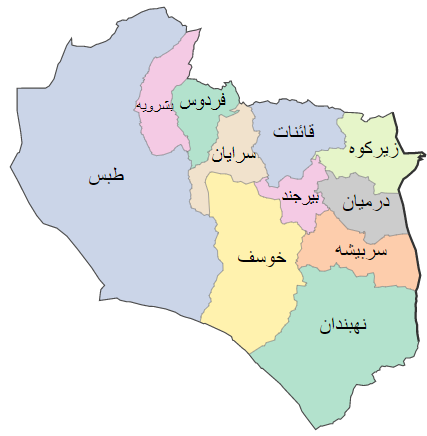 بشرویه
فردوس
قائنات
زیرکوه
سرایان
طبس
بیرجند
درمیان
خوسف
سربیشه
نهبندان